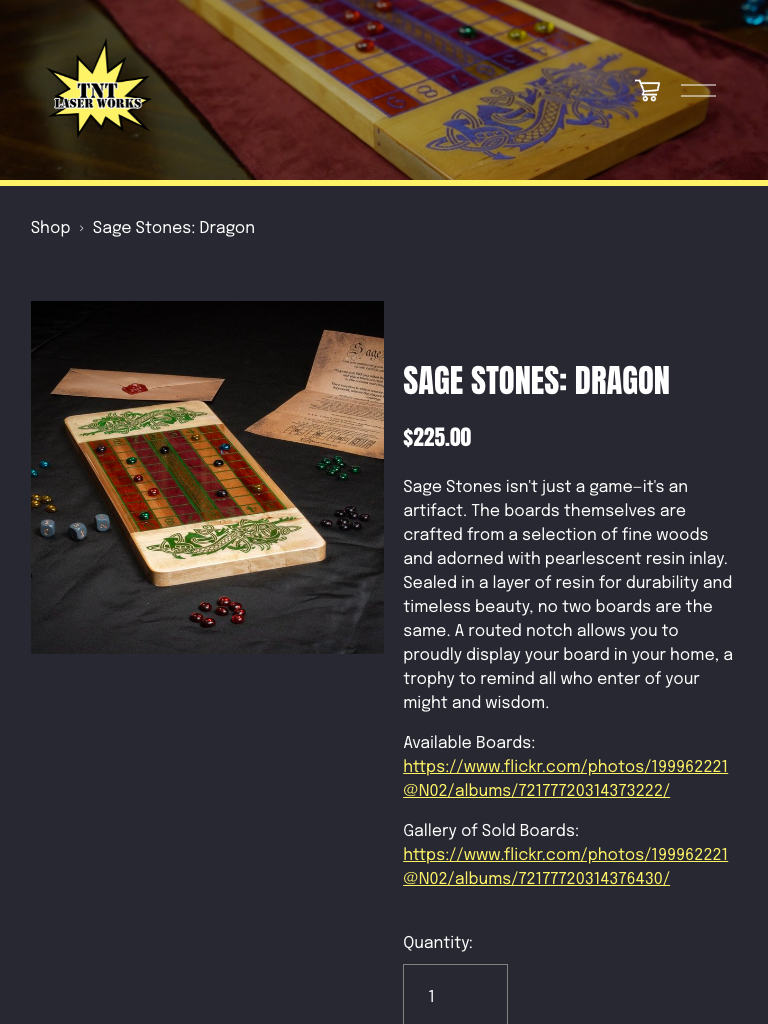 TNT
LASER WORKS
Shop › Sage Stones: Dragon
Sage
SAGE STONES: DRAGON
$225.00
Sage Stones isn't just a game—it's an
artifact. The boards themselves are
crafted from a selection of fine woods
and adorned with pearlescent resin inlay.
Sealed in a layer of resin for durability and
timeless beauty, no two boards are the
same. A routed notch allows you to
proudly display your board in your home, a
trophy to remind all who enter of your
might and wisdom.
Available Boards:
https://www.flickr.com/photos/199962221
@N02/albums/72177720314373222/
Gallery of Sold Boards:
https://www.flickr.com/photos/199962221
@N02/albums/72177720314376430/
Quantity:
1